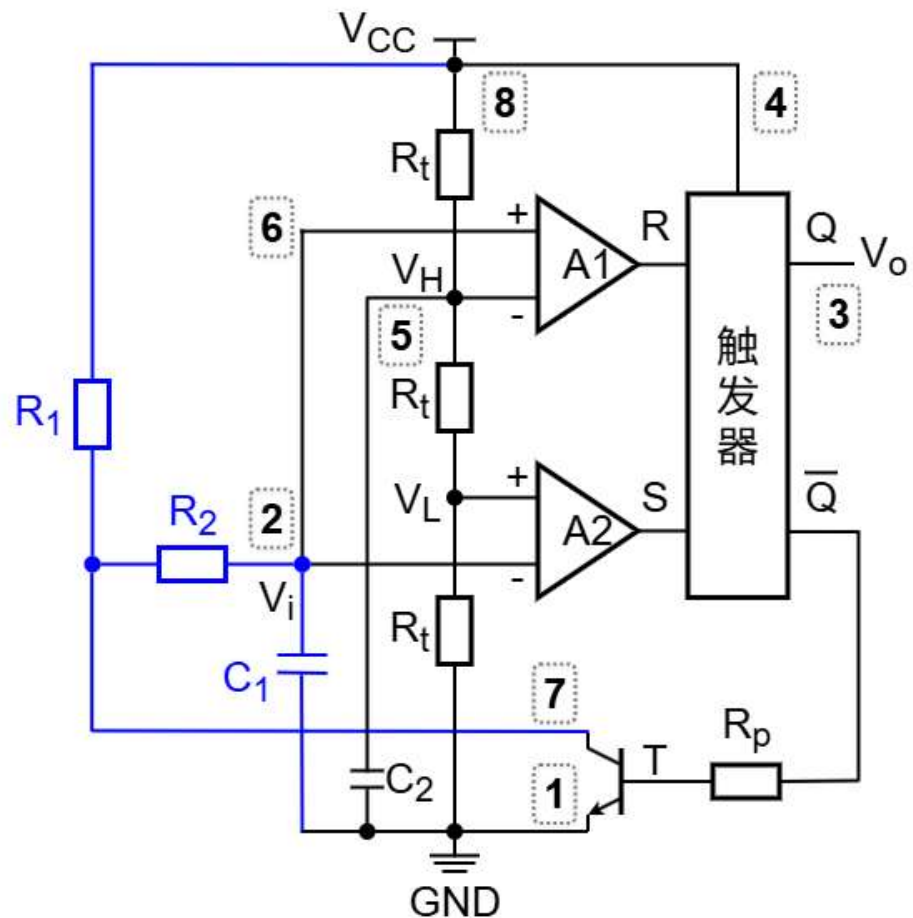 VCC
8
4
Rt
6
+
A1
R
Q
Vo
VH
-
3
5
触发器
R1
Rt
R2
2
VL
+
A2
S
Q̅
Vi
-
Rt
C1
7
Rp
C2
1
T
GND